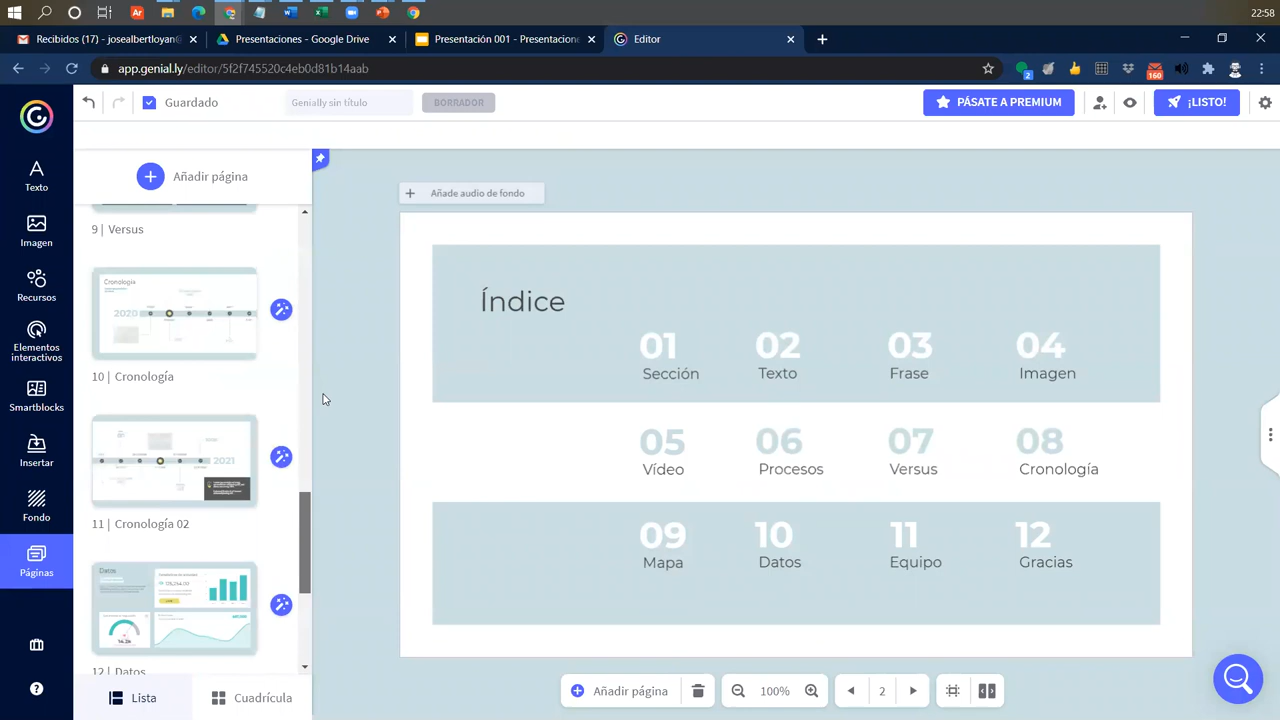 22:58
Recibidos (17) - josealbertloyan@
Presentaciones - Google Drive
Presentación 001 - Presentacione
Editor
app.genial.ly/editor/5f2f745520c4eb0d81b14aab
2
160
Guardado
Genially sin título
BORRADOR
PÁSATE A PREMIUM
¡LISTO!
Texto
Imagen
Recursos
Elementos
interactivos
Smartblocks
Insertar
Fondo
Páginas
Añadir página
9 | Versus
Cronología
2020
10 | Cronología
2021
11 | Cronología 02
Datos
12 | Datos
Lista
Cuadrícula
Añade audio de fondo
Índice
01 02 03 04
Sección Texto Frase Imagen
05 06 07 08
Vídeo Procesos Versus Cronología
09 10 11 12
Mapa Datos Equipo Gracias
Añadir página
100%
2